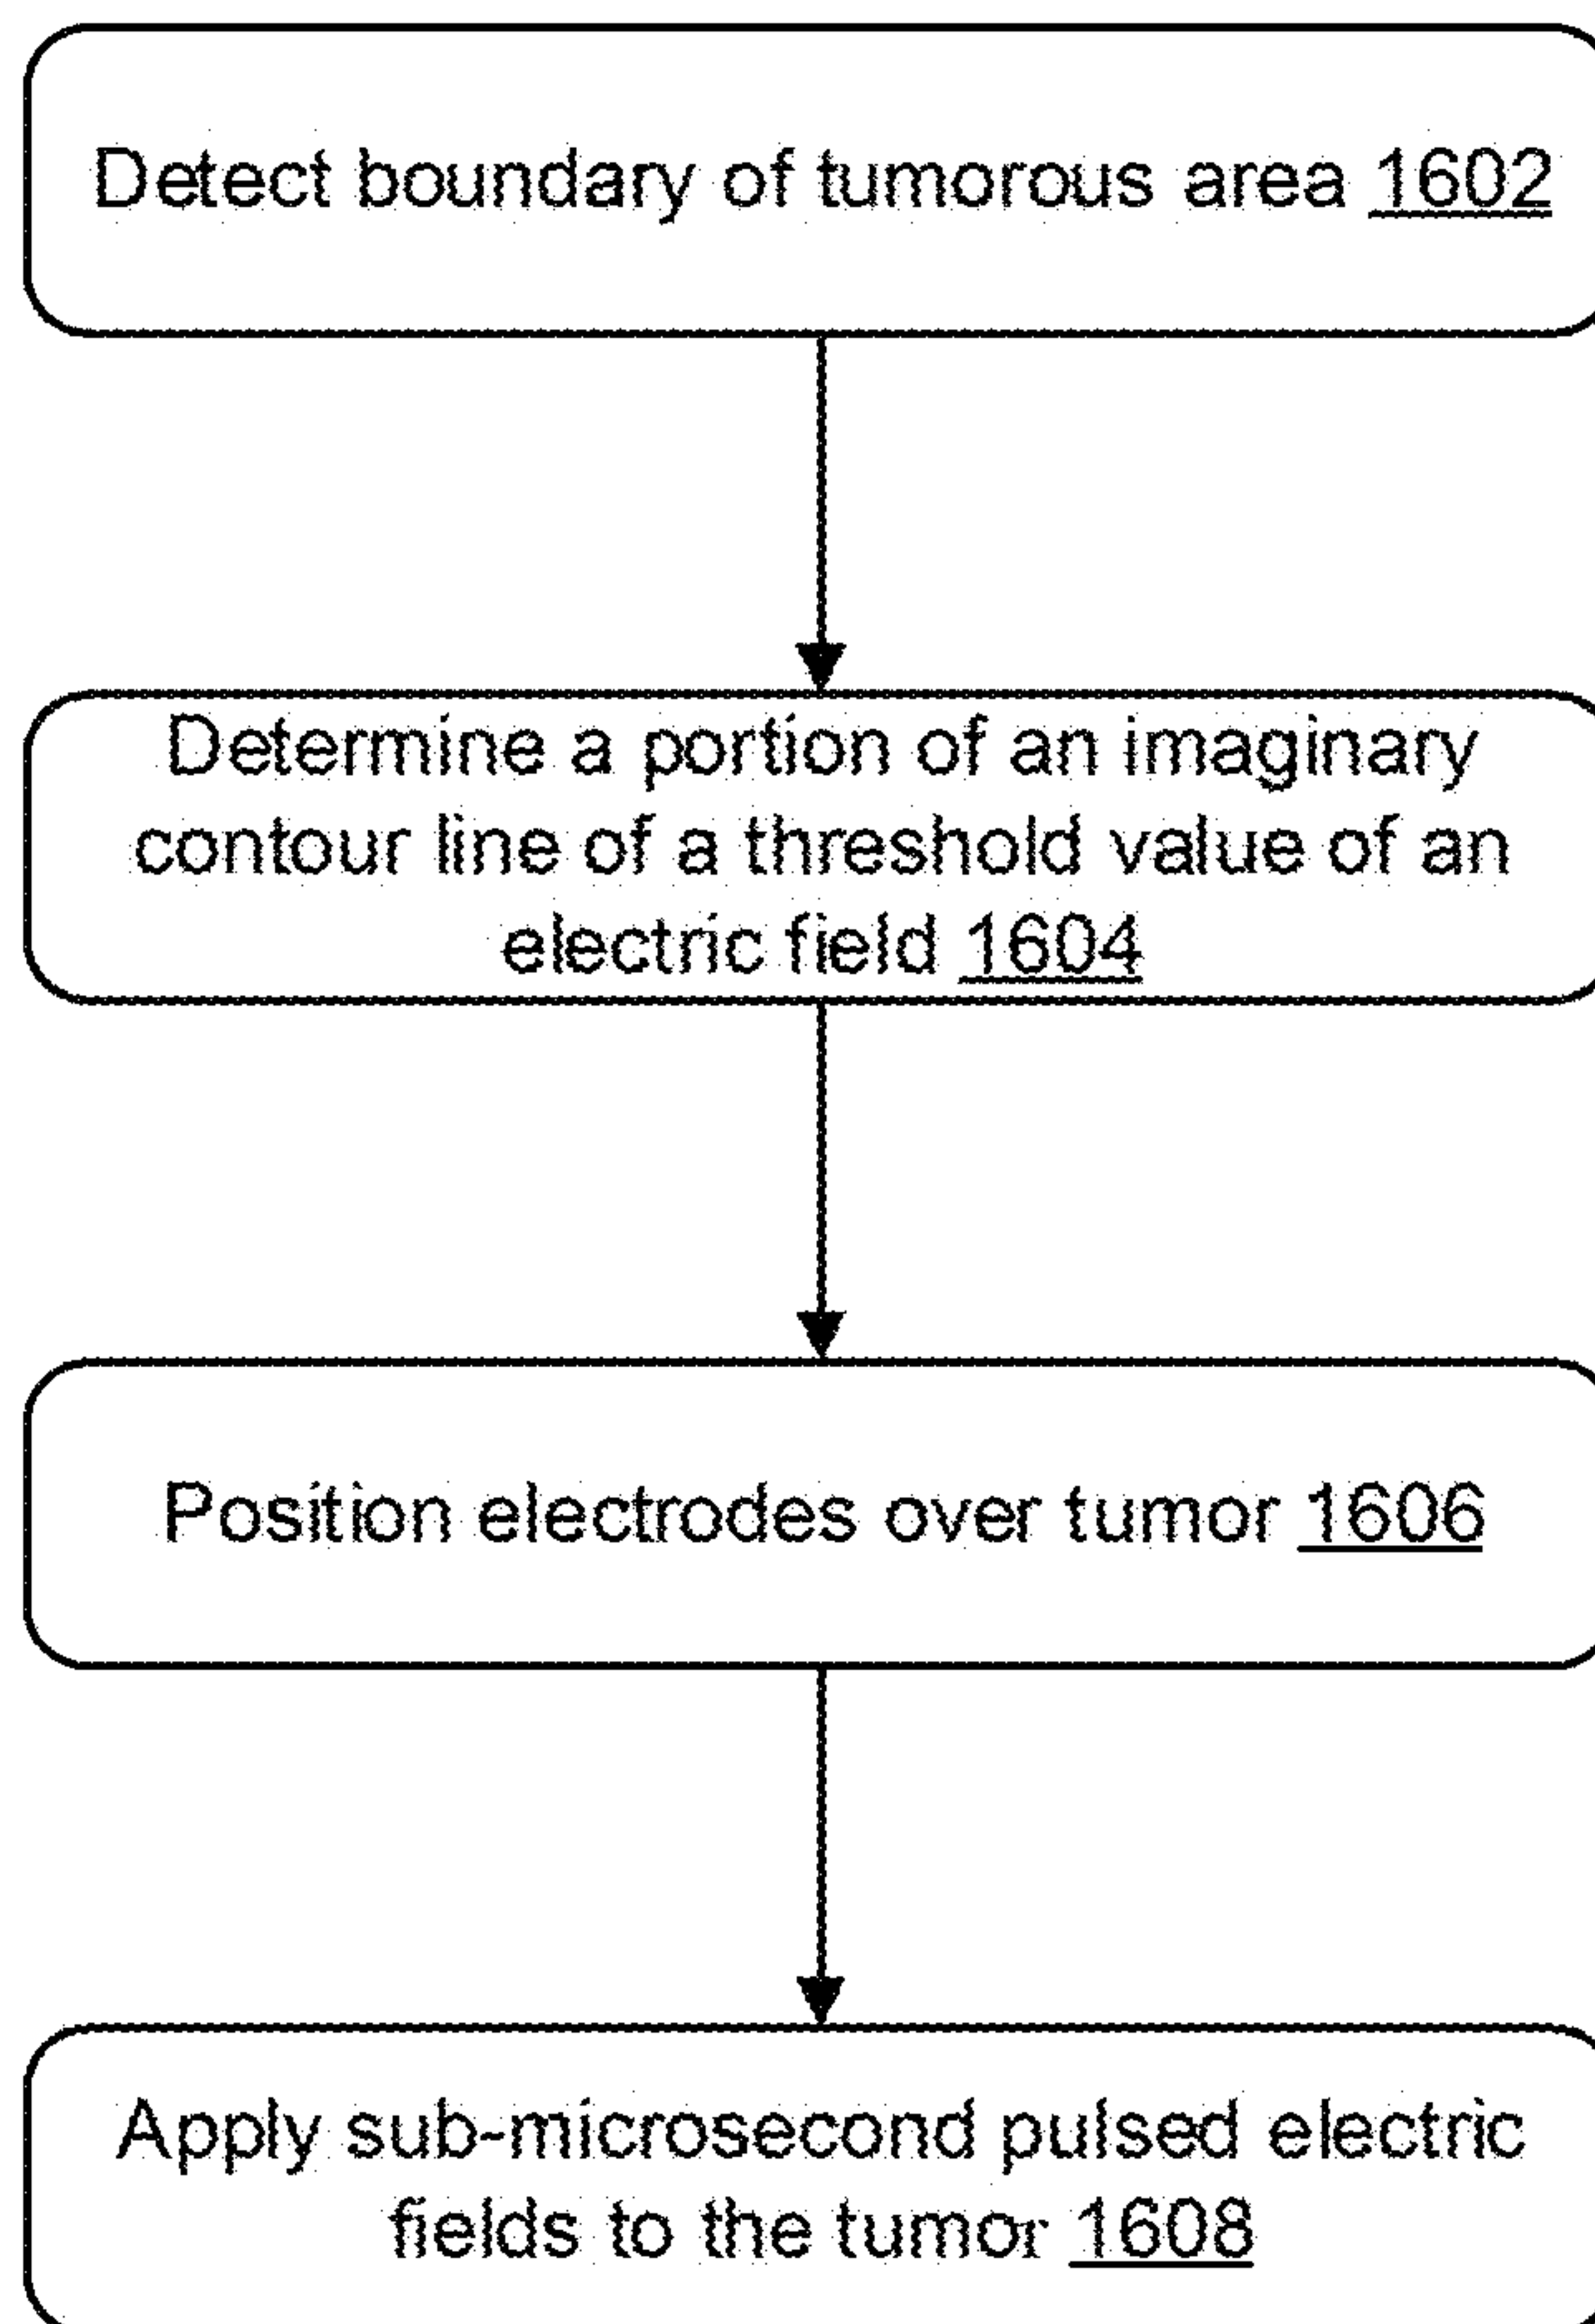 Detect boundary of tumorous area 1602
Determine a portion of an imaginary
contour line of a threshold value of an
electric field 1604
Position electrodes over tumor 1606
Apply sub-microsecond pulsed electric
fields to the tumor 1608